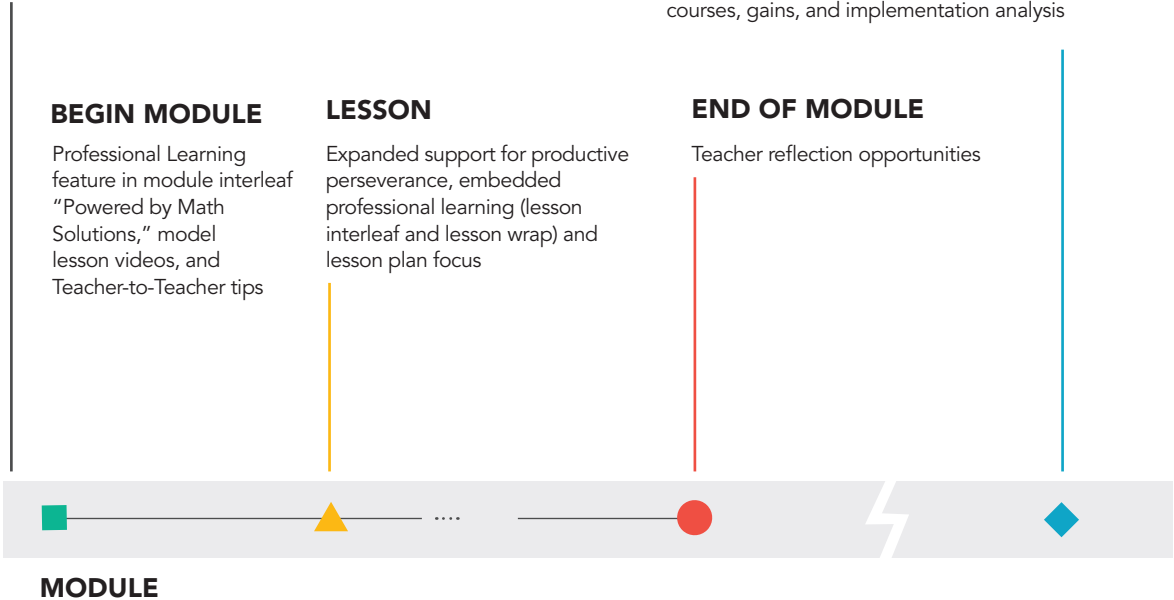 courses, gains, and implementation analysis
BEGIN MODULE
Professional Learning
feature in module interleaf
“Powered by Math
Solutions,” model
lesson videos, and
Teacher-to-Teacher tips
LESSON
Expanded support for productive
perseverance, embedded
professional learning (lesson
interleaf and lesson wrap) and
lesson plan focus
END OF MODULE
Teacher reflection opportunities
....
MODULE